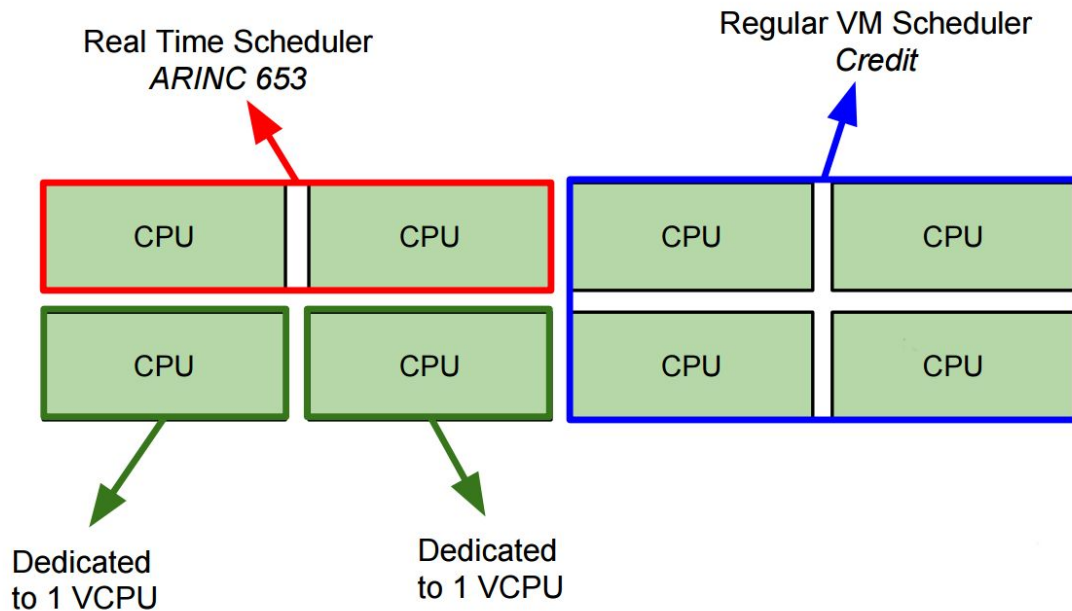 Real Time Scheduler
ARINC 653
Regular VM Scheduler
Credit
CPU
CPU
CPU
CPU
CPU
CPU
CPU
CPU
Dedicated
to 1 VCPU
Dedicated
to 1 VCPU